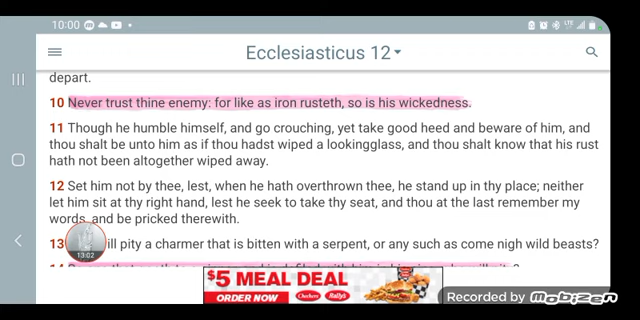 10:00
LTE
Ecclesiasticus 12
depart.
10 Never trust thine enemy: for like as iron rusteth, so is his wickedness.
11 Though he humble himself, and go crouching, yet take good heed and beware of him, and
thou shalt be unto him as if thou hadst wiped a lookingglass, and thou shalt know that his rust
hath not been altogether wiped away.
12 Set him not by thee, lest, when he hath overthrown thee, he stand up in thy place; neither
let him sit at thy right hand, lest he seek to take thy seat, and thou at the last remember my
words, and be pricked therewith.
13 ill pity a charmer that is bitten with a serpent, or any such as come nigh wild beasts?
13:02
14
$5 MEAL DEAL
ORDER NOW Checkers Rally's
Recorded by Mobizen